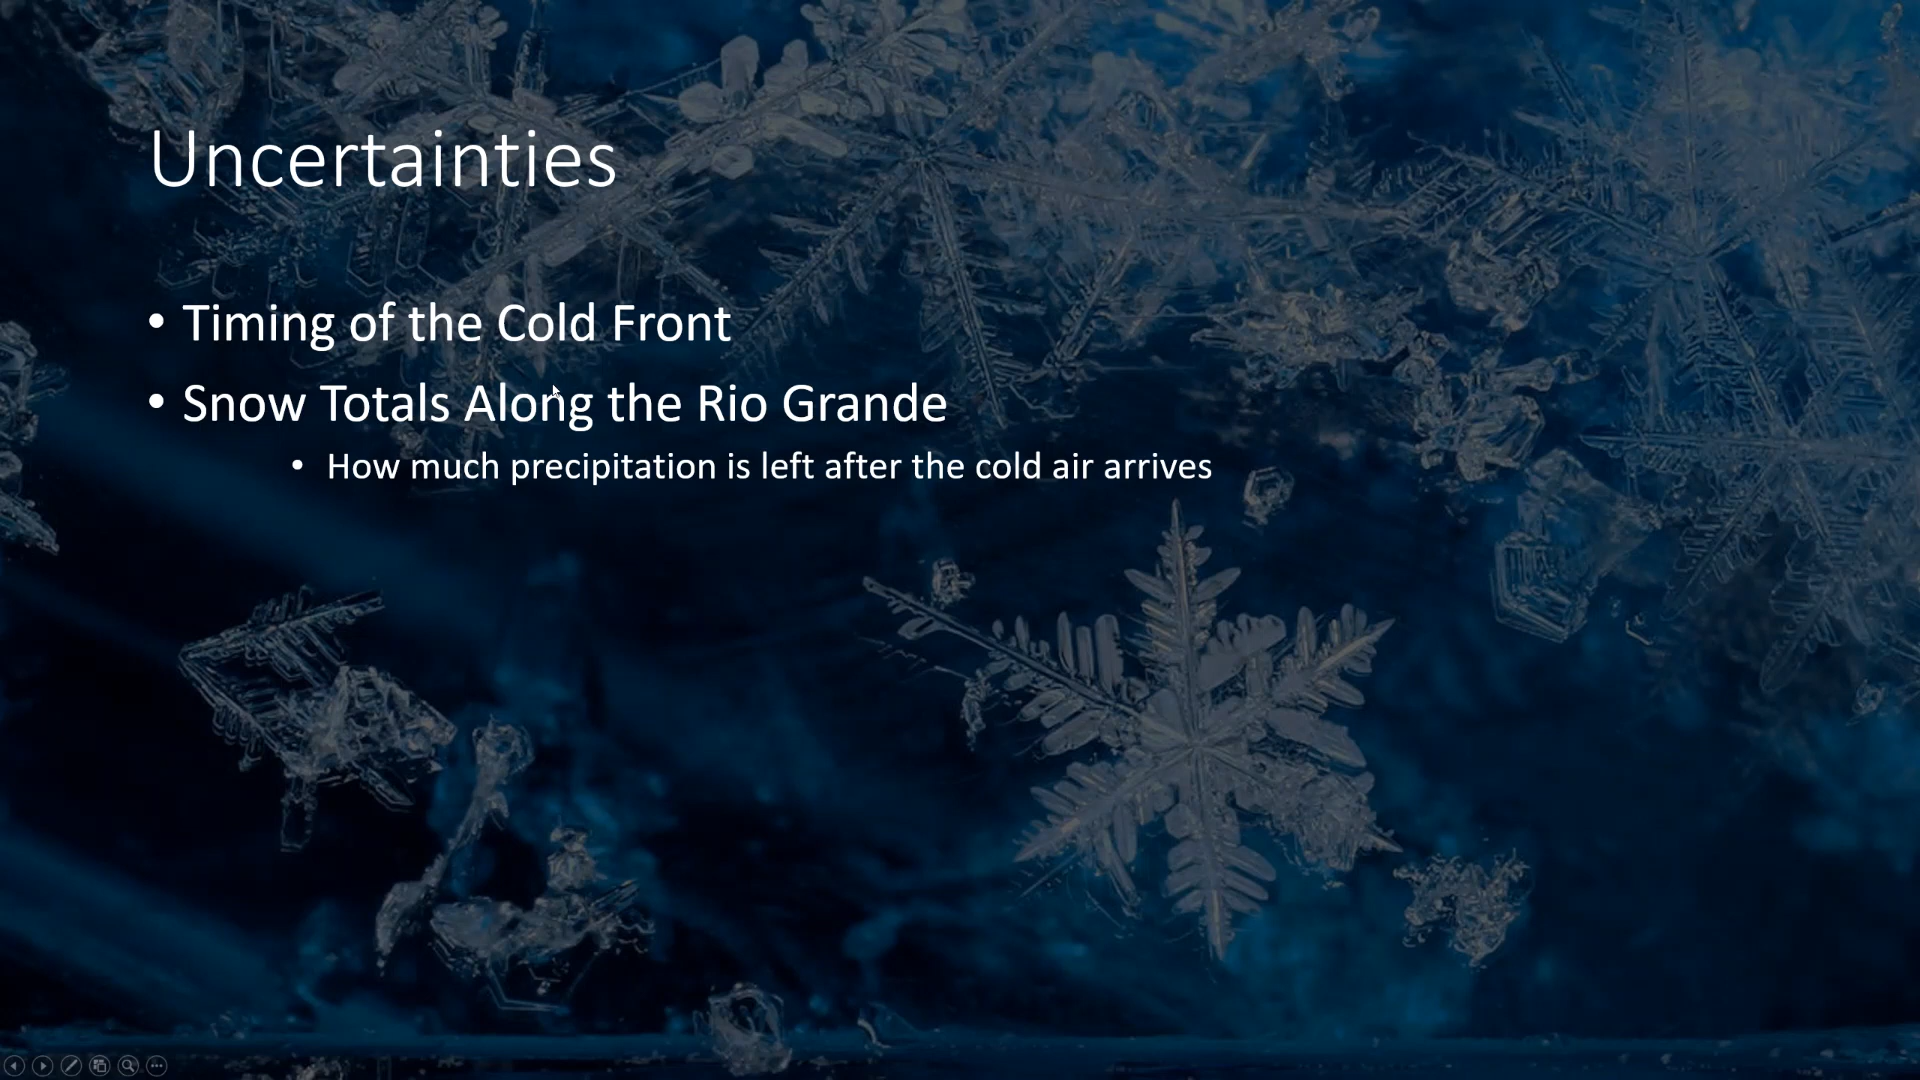 Uncertainties
• Timing of the Cold Front
• Snow Totals Along the Rio Grande
• How much precipitation is left after the cold air arrives